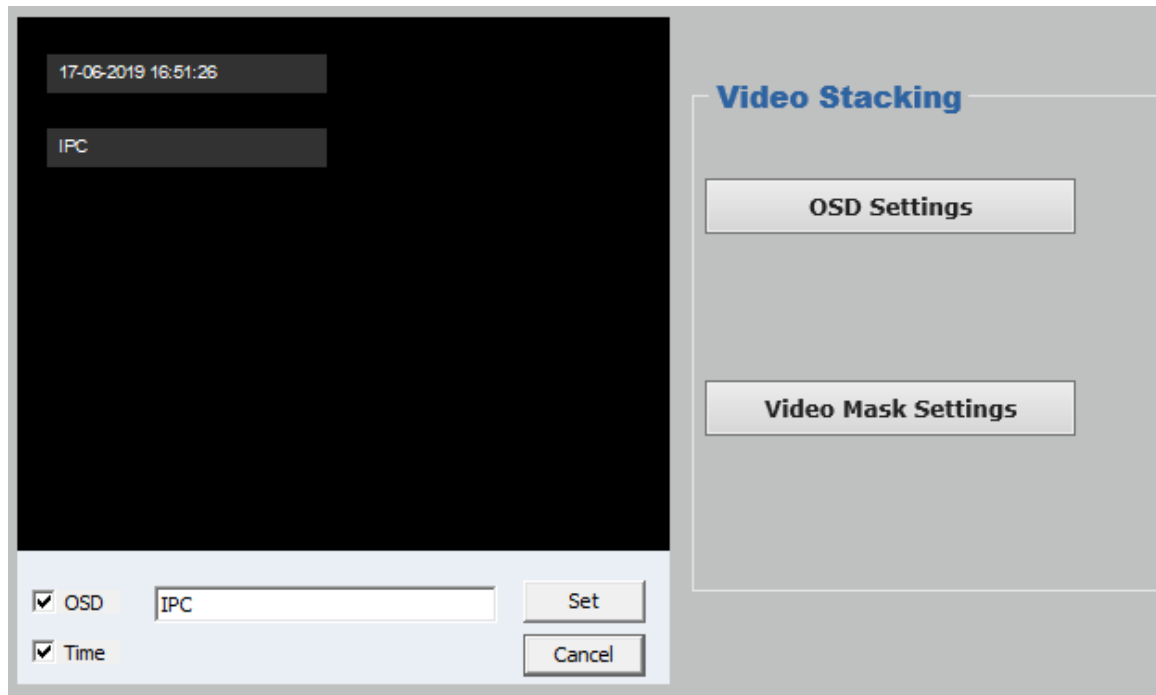 17-06-2019 16:51:26
IPC
Video Stacking
OSD Settings
Video Mask Settings
OSD
IPC
Set
Time
Cancel